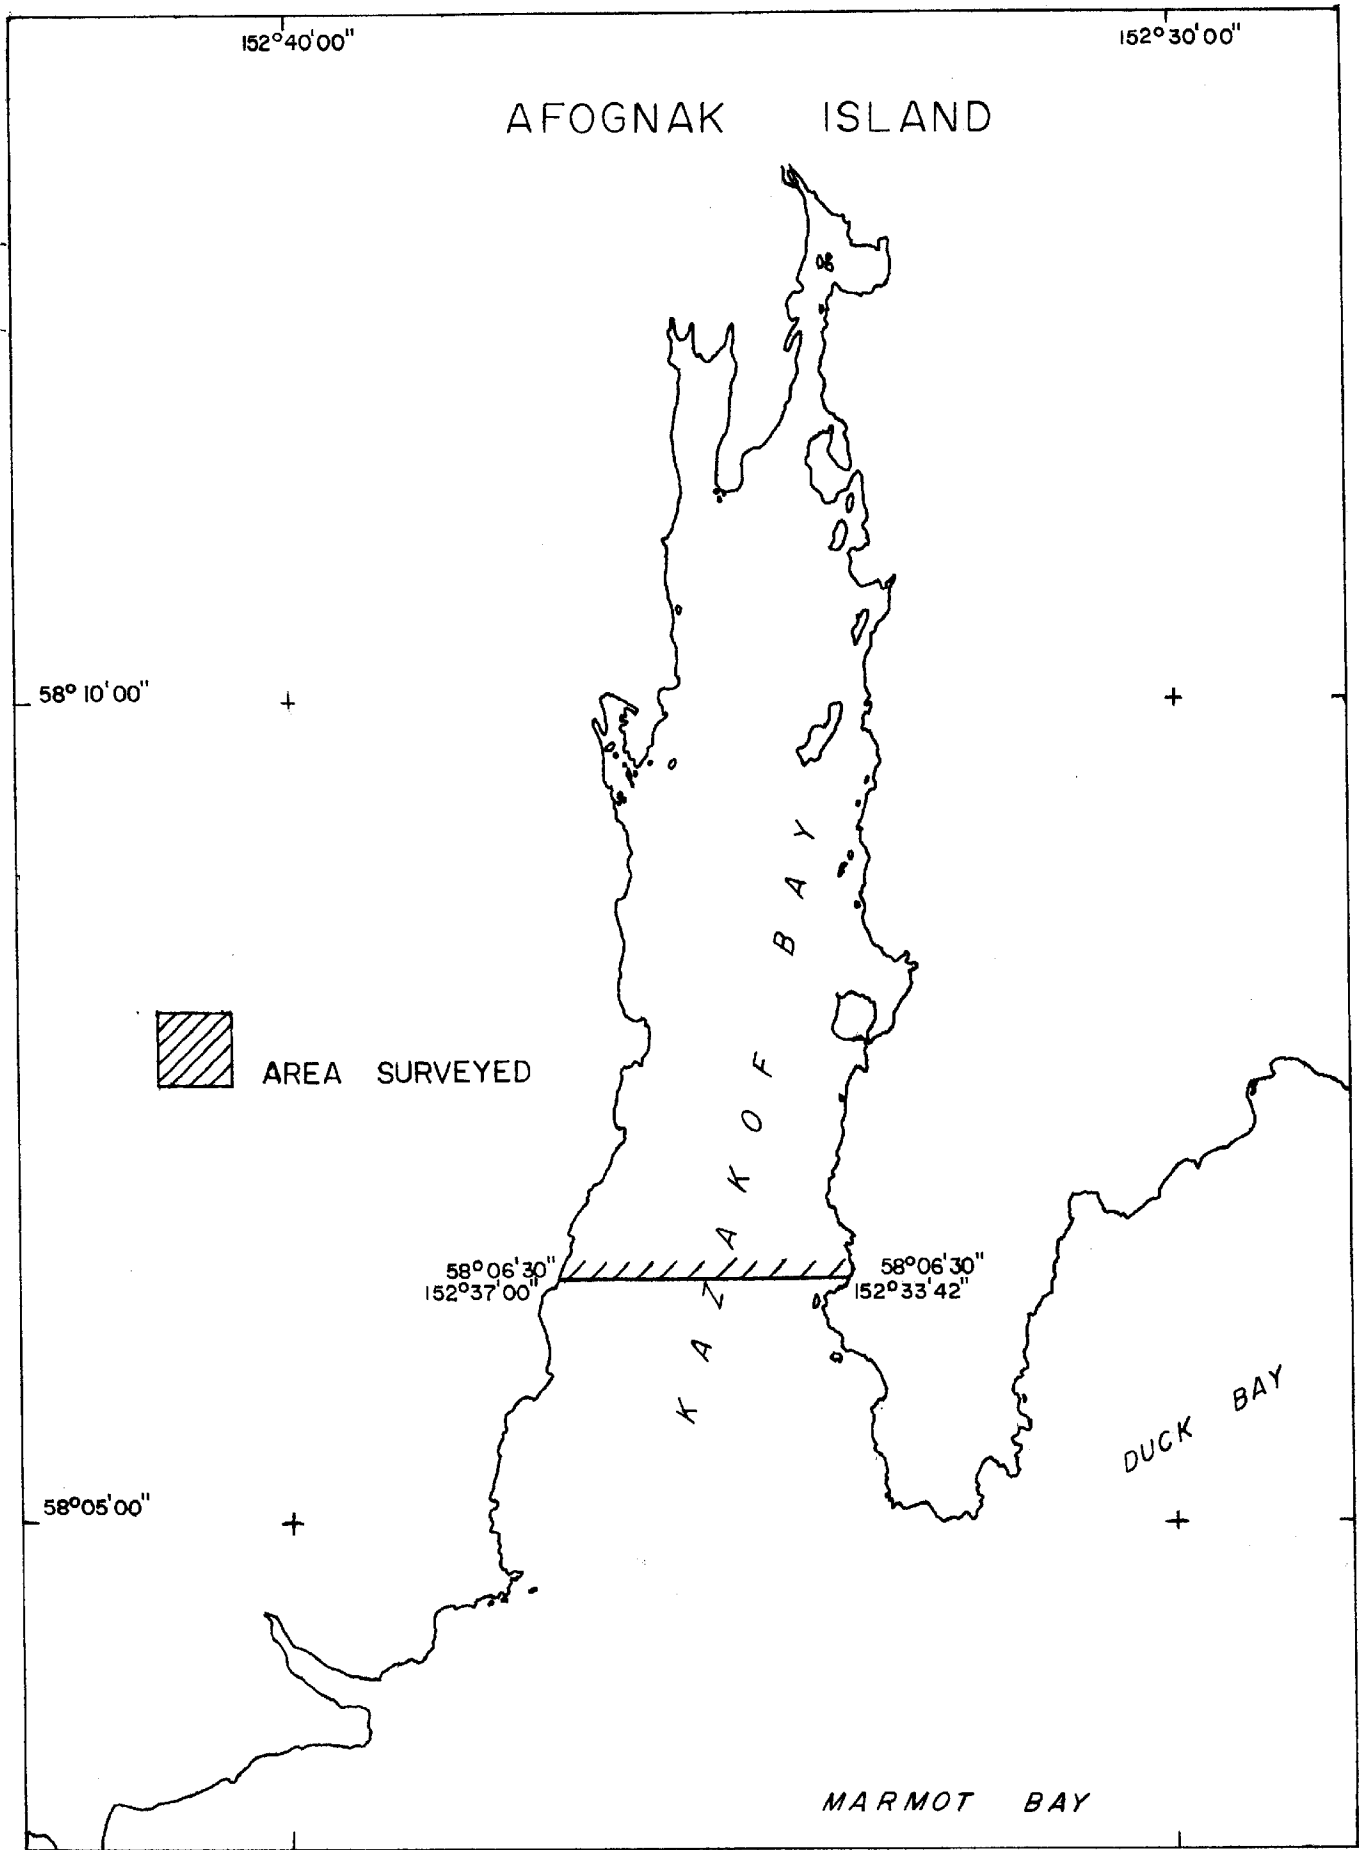 152°40'00"
152°30'00"
AFOGNAK ISLAND
58°10'00"
KAZAKOF BAY
AREA SURVEYED
58°06'30"
152°37'00"
58°06'30"
152°33'42"
DUCK BAY
58°05'00"
MARMOT BAY